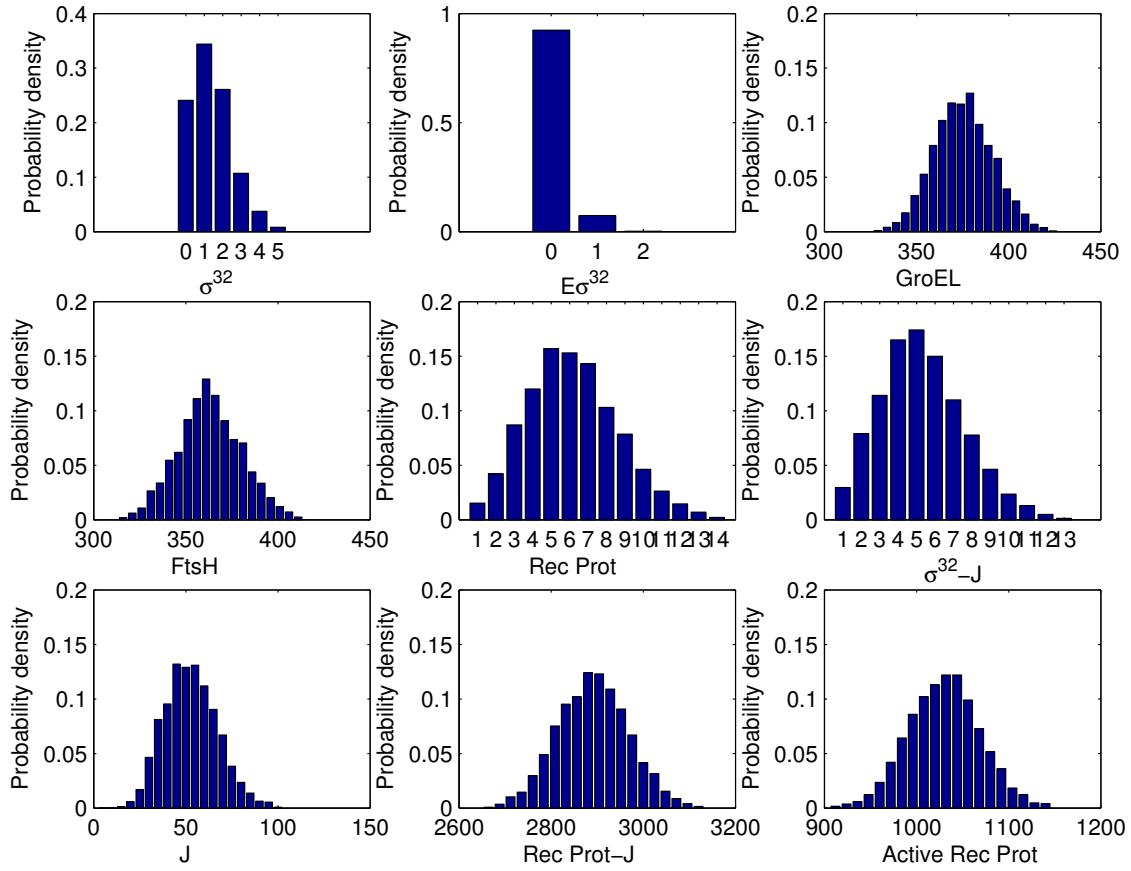 0.4
0.3
0.2
0.1
0
Probability density
0 1 2 3 4 5
σ³²
1
0.5
0
Probability density
0 1 2
Eσ³²
0.2
0.15
0.1
0.05
0
Probability density
300 350 400 450
GroEL
0.2
0.15
0.1
0.05
0
Probability density
300 350 400 450
FtsH
0.2
0.15
0.1
0.05
0
Probability density
1 2 3 4 5 6 7 8 9 10 11 12 13 14
Rec Prot
0.2
0.15
0.1
0.05
0
Probability density
1 2 3 4 5 6 7 8 9 10 11 12 13
σ³²−J
0.2
0.15
0.1
0.05
0
Probability density
0 50 100 150
J
0.2
0.15
0.1
0.05
0
Probability density
2600 2800 3000 3200
Rec Prot−J
0.2
0.15
0.1
0.05
0
Probability density
900 1000 1100 1200
Active Rec Prot